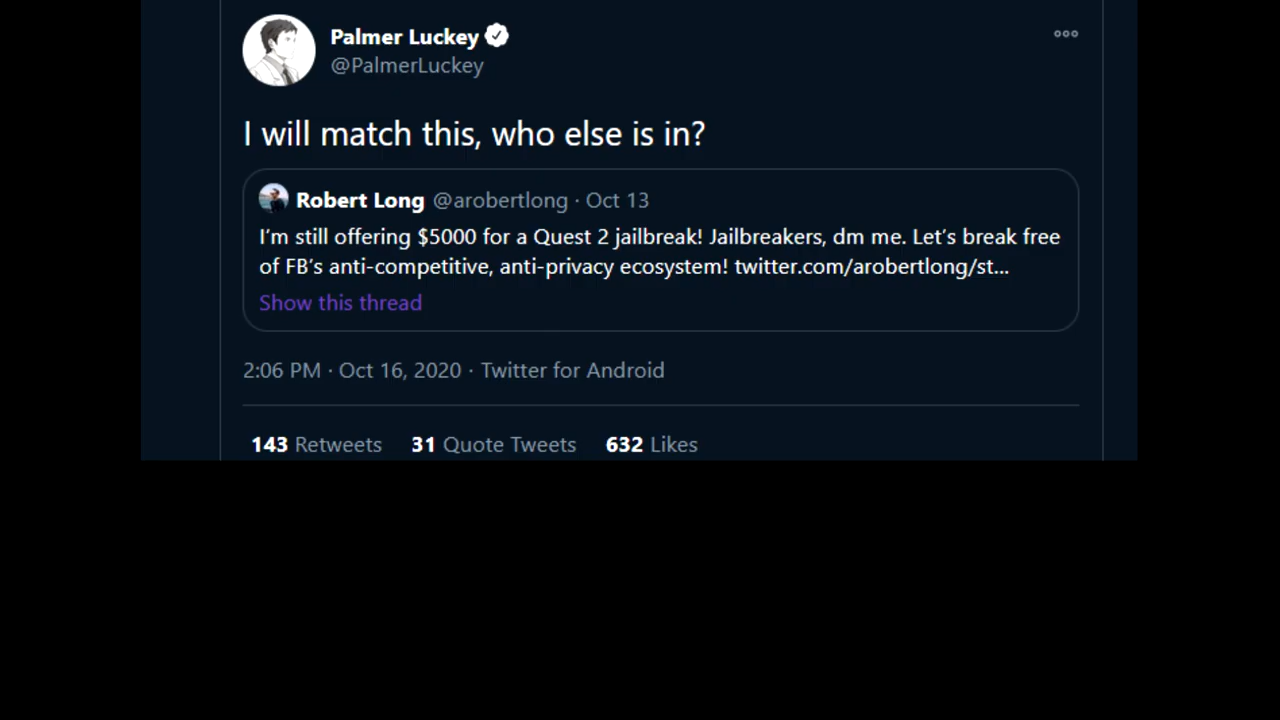 Palmer Luckey
@PalmerLuckey
I will match this, who else is in?
Robert Long @arobertlong · Oct 13
I’m still offering $5000 for a Quest 2 jailbreak! Jailbreakers, dm me. Let’s break free
of FB’s anti-competitive, anti-privacy ecosystem! twitter.com/arobertlong/st...
Show this thread
2:06 PM · Oct 16, 2020 · Twitter for Android
143 Retweets 31 Quote Tweets 632 Likes